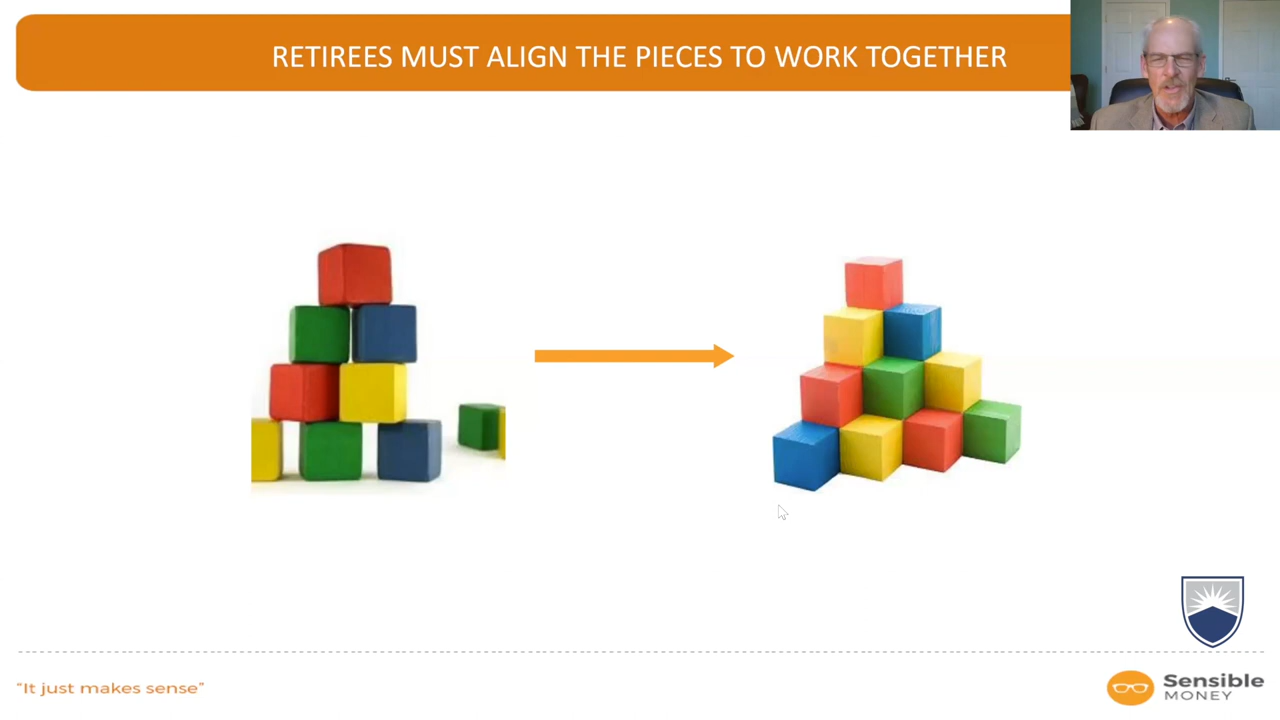 RETIREES MUST ALIGN THE PIECES TO WORK TOGETHER
“It just makes sense”
Sensible
MONEY